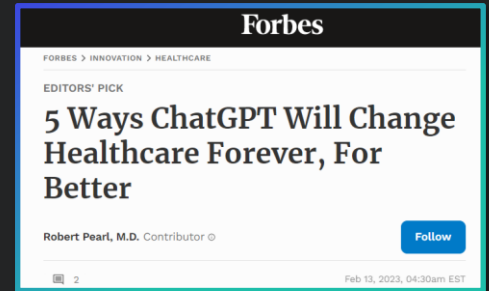 Forbes
FORBES > INNOVATION > HEALTHCARE
EDITORS' PICK
5 Ways ChatGPT Will Change
Healthcare Forever, For
Better
Robert Pearl, M.D. Contributor
Follow
2
Feb 13, 2023, 04:30am EST